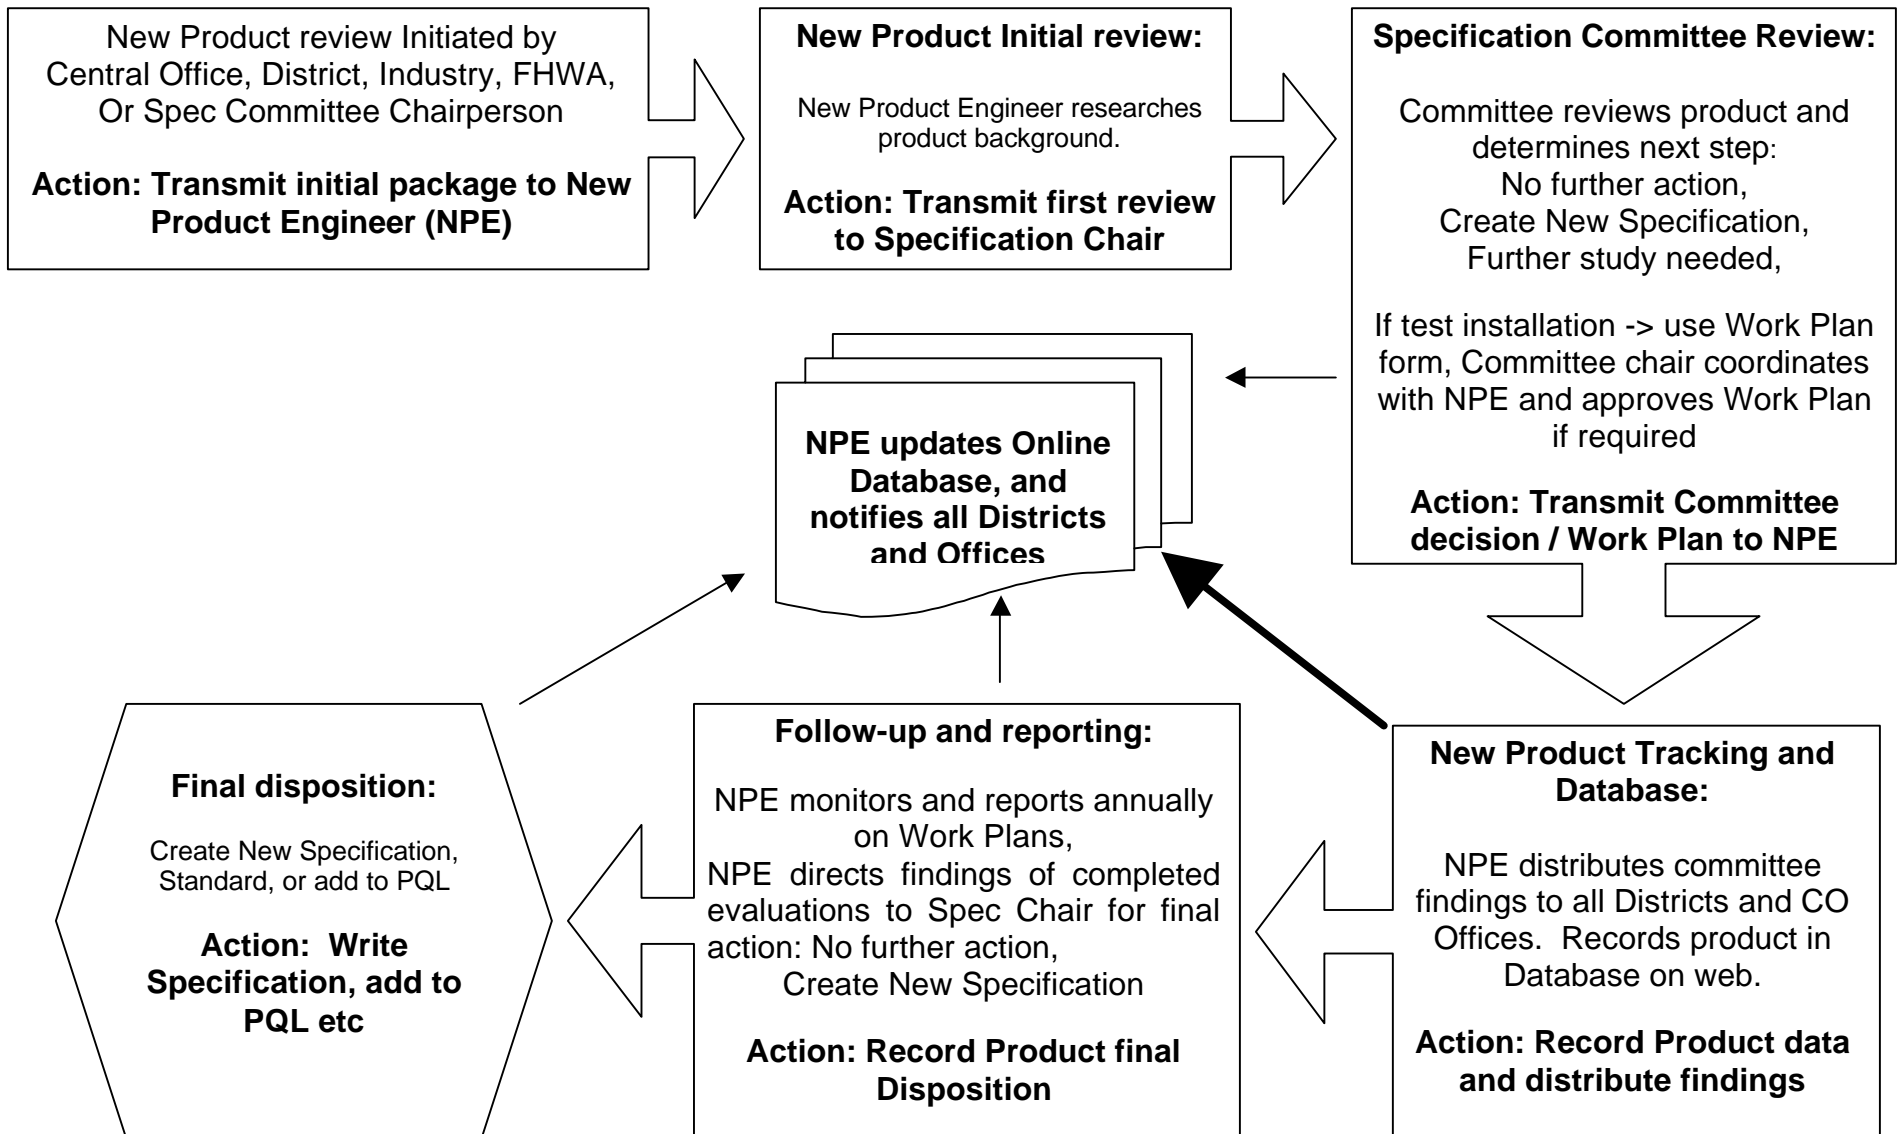 New Product review Initiated by
Central Office, District, Industry, FHWA,
Or Spec Committee Chairperson
Action: Transmit initial package to New
Product Engineer (NPE)
New Product Initial review:
New Product Engineer researches
product background.
Action: Transmit first review
to Specification Chair
Specification Committee Review:
Committee reviews product and
determines next step:
No further action,
Create New Specification,
Further study needed,
If test installation -> use Work Plan
form, Committee chair coordinates
with NPE and approves Work Plan
if required
Action: Transmit Committee
decision / Work Plan to NPE
NPE updates Online
Database, and
notifies all Districts
and Offices
New Product Tracking and
Database:
NPE distributes committee
findings to all Districts and CO
Offices. Records product in
Database on web.
Action: Record Product data
and distribute findings
Follow-up and reporting:
NPE monitors and reports annually
on Work Plans,
NPE directs findings of completed
evaluations to Spec Chair for final
action: No further action,
Create New Specification
Action: Record Product final
Disposition
Final disposition:
Create New Specification,
Standard, or add to PQL
Action: Write
Specification, add to
PQL etc